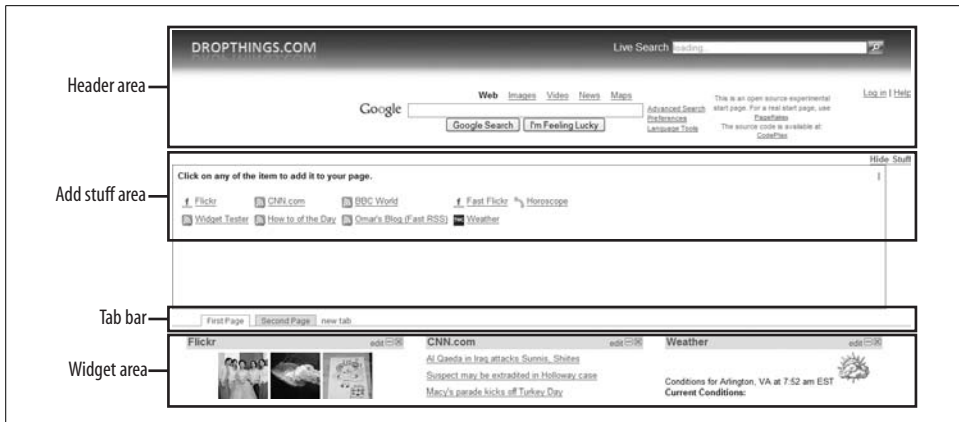 DROPTHINGS.COM
Live Search loading..
Header area
Web Images Video News Maps
Google
Google Search I'm Feeling Lucky
Advanced Search
Preferences
Language Tools
This is an open source experimental
start page. For a real start page, use
Pageflakes
The source code is available at:
CodePlex
Log in | Help
Hide Stuff
Add stuff area
Click on any of the item to add it to your page.
Flickr CNN.com BBC World Fast Flickr Horoscope
Widget Tester How to of the Day Omar's Blog (Fast RSS) Weather
Tab bar
First Page Second Page new tab
Widget area
Flickr edit
CNN.com edit
Al Qaeda in Iraq attacks Sunnis, Shiites
Suspect may be extradited in Holloway case
Macy's parade kicks off Turkey Day
Weather edit
Conditions for Arlington, VA at 7:52 am EST
Current Conditions: